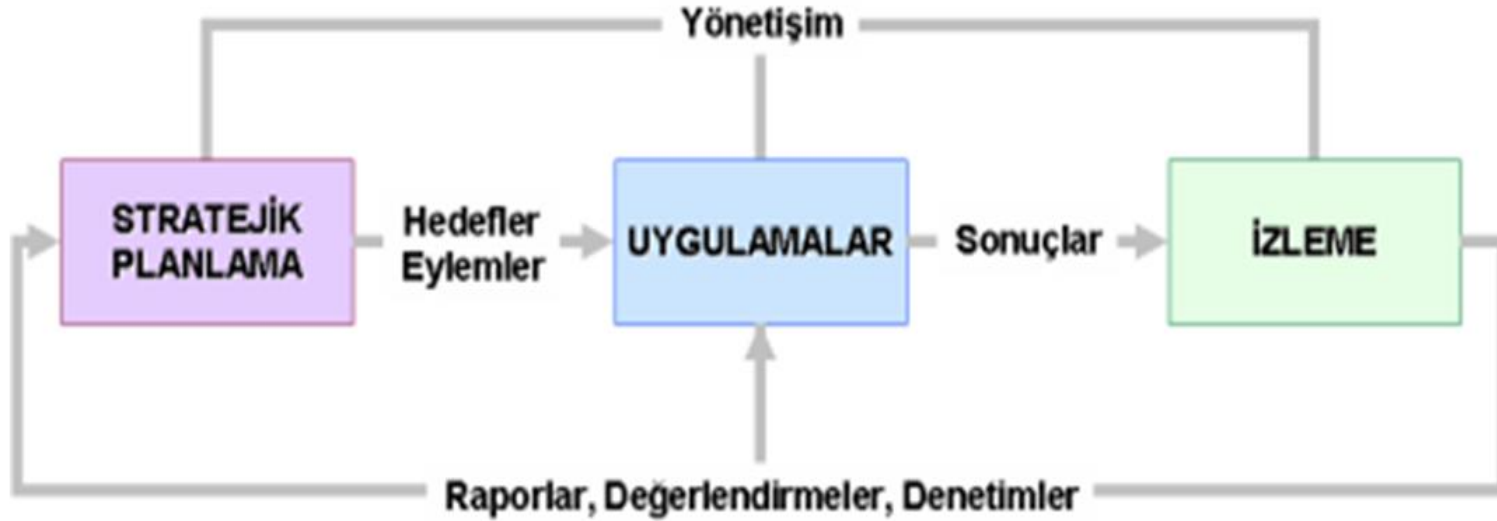 Yönetişim
STRATEJİK
PLANLAMA
Hedefler
Eylemler
UYGULAMALAR
Sonuçlar
İZLEME
Raporlar, Değerlendirmeler, Denetimler